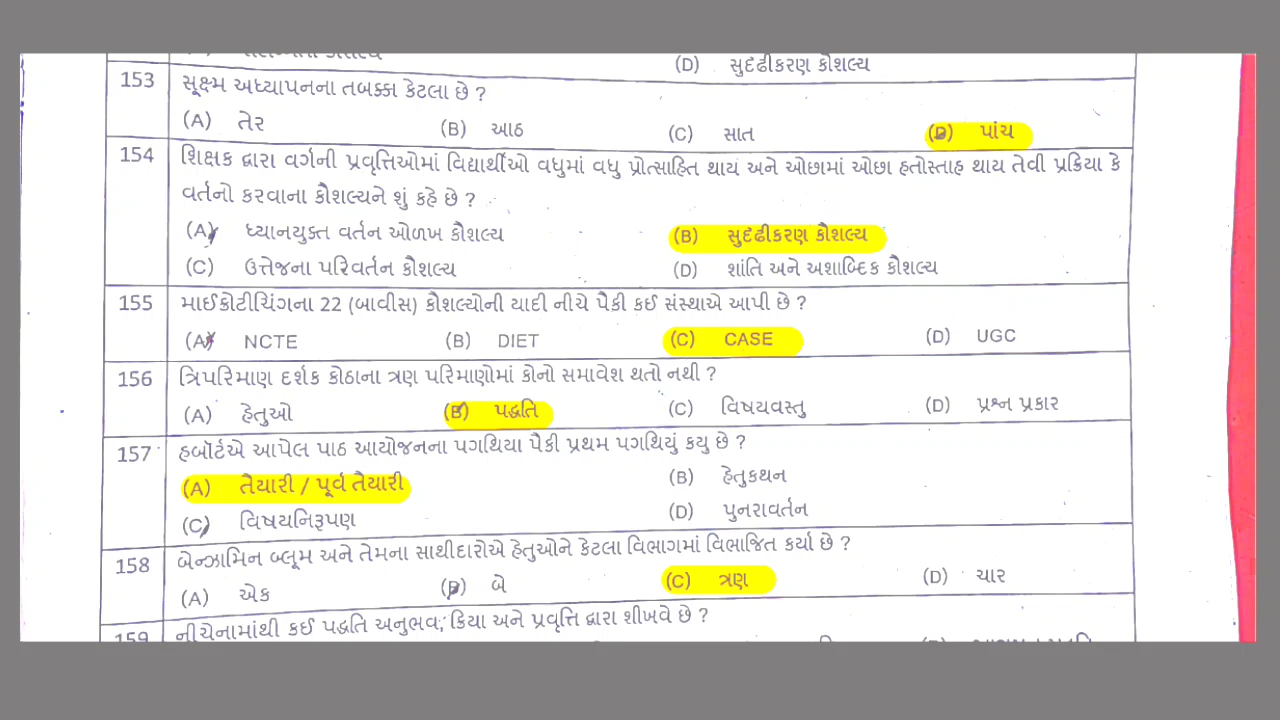 (D) સુદૃઢીકરણ કૌશલ્ય
153 સૂક્ષ્મ અધ્યાપનના તબક્કા કેટલા છે ?
(A) તેર (B) આઠ (C) સાત (D) પાંચ
154 શિક્ષક દ્વારા વર્ગની પ્રવૃત્તિઓમાં વિદ્યાર્થીઓ વધુમાં વધુ પ્રોત્સાહિત થાય અને ઓછામાં ઓછા હતોસ્તાહ થાય તેવી પ્રક્રિયા કે
વર્તનો કરવાના કૌશલ્યને શું કહે છે ?
(A) ધ્યાનયુક્ત વર્તન ઓળખ કૌશલ્ય (B) સુદૃઢીકરણ કૌશલ્ય
(C) ઉત્તેજના પરિવર્તન કૌશલ્ય (D) શાંતિ અને અશાબ્દિક કૌશલ્ય
155 માઈક્રોટીચિંગના 22 (બાવીસ) કૌશલ્યોની યાદી નીચે પૈકી કઈ સંસ્થાએ આપી છે ?
(A) NCTE (B) DIET (C) CASE (D) UGC
156 ત્રિપરિમાણ દર્શક કોઠાના ત્રણ પરિમાણોમાં કોનો સમાવેશ થતો નથી ?
(A) હેતુઓ (B) પદ્ધતિ (C) વિષયવસ્તુ (D) પ્રશ્ન પ્રકાર
157 હબૉર્ટએ આપેલ પાઠ આયોજનના પગથિયા પૈકી પ્રથમ પગથિયું કયુ છે ?
(A) તૈયારી / પૂર્વ તૈયારી (B) હેતુકથન
(C) વિષયનિરૂપણ (D) પુનરાવર્તન
158 બેન્ઝામિન બ્લૂમ અને તેમના સાથીદારોએ હેતુઓને કેટલા વિભાગમાં વિભાજિત કર્યા છે ?
(A) એક (B) બે (C) ત્રણ (D) ચાર
159 નીચેનામાંથી કઈ પદ્ધતિ અનુભવ, ક્રિયા અને પ્રવૃત્તિ દ્વારા શીખવે છે ?